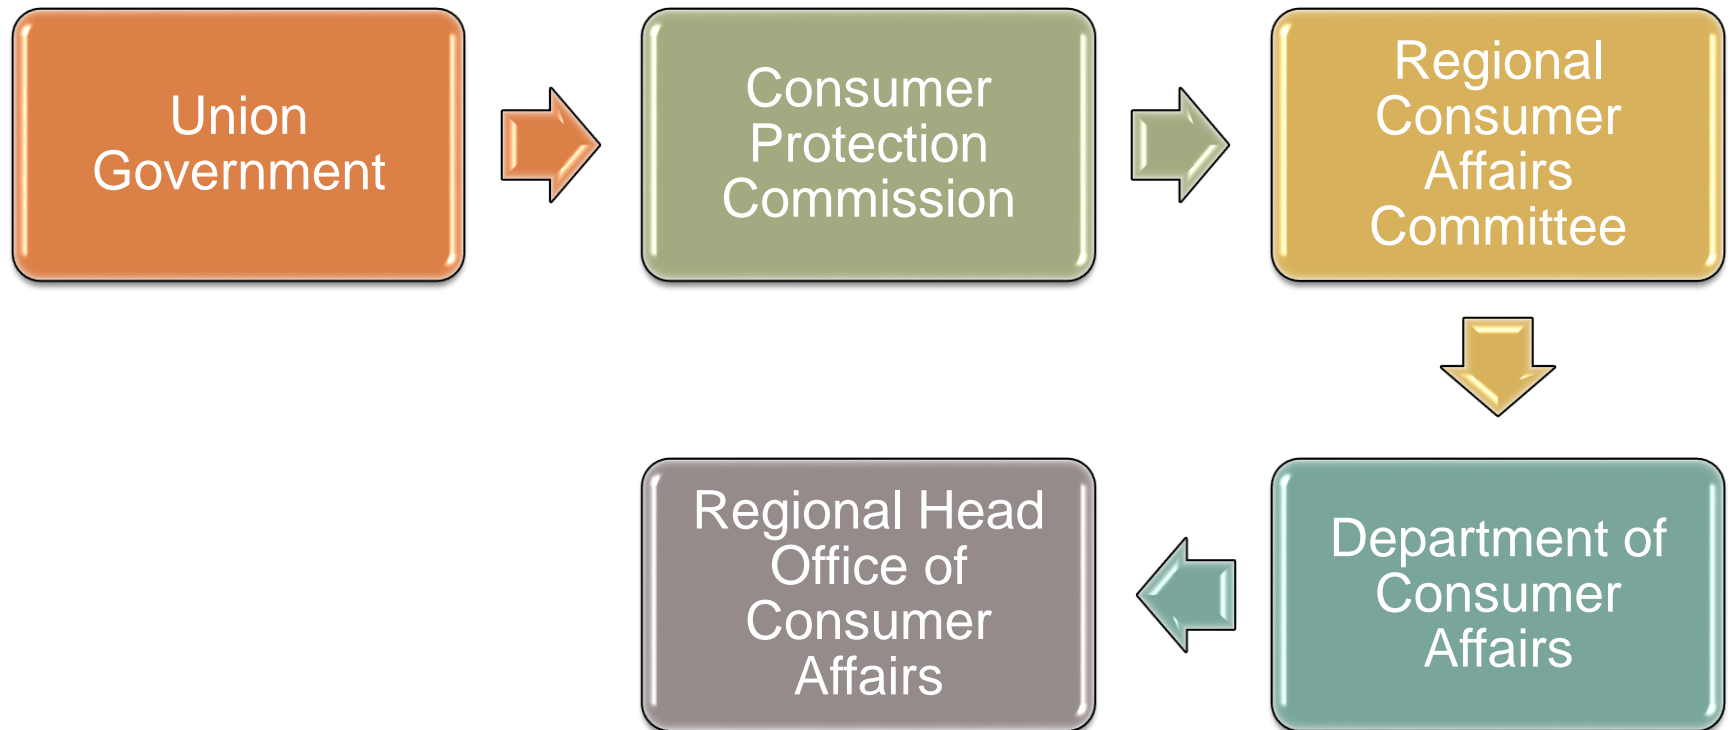 Union
Government
Consumer
Protection
Commission
Regional
Consumer
Affairs
Committee
Department of
Consumer
Affairs
Regional Head
Office of
Consumer
Affairs